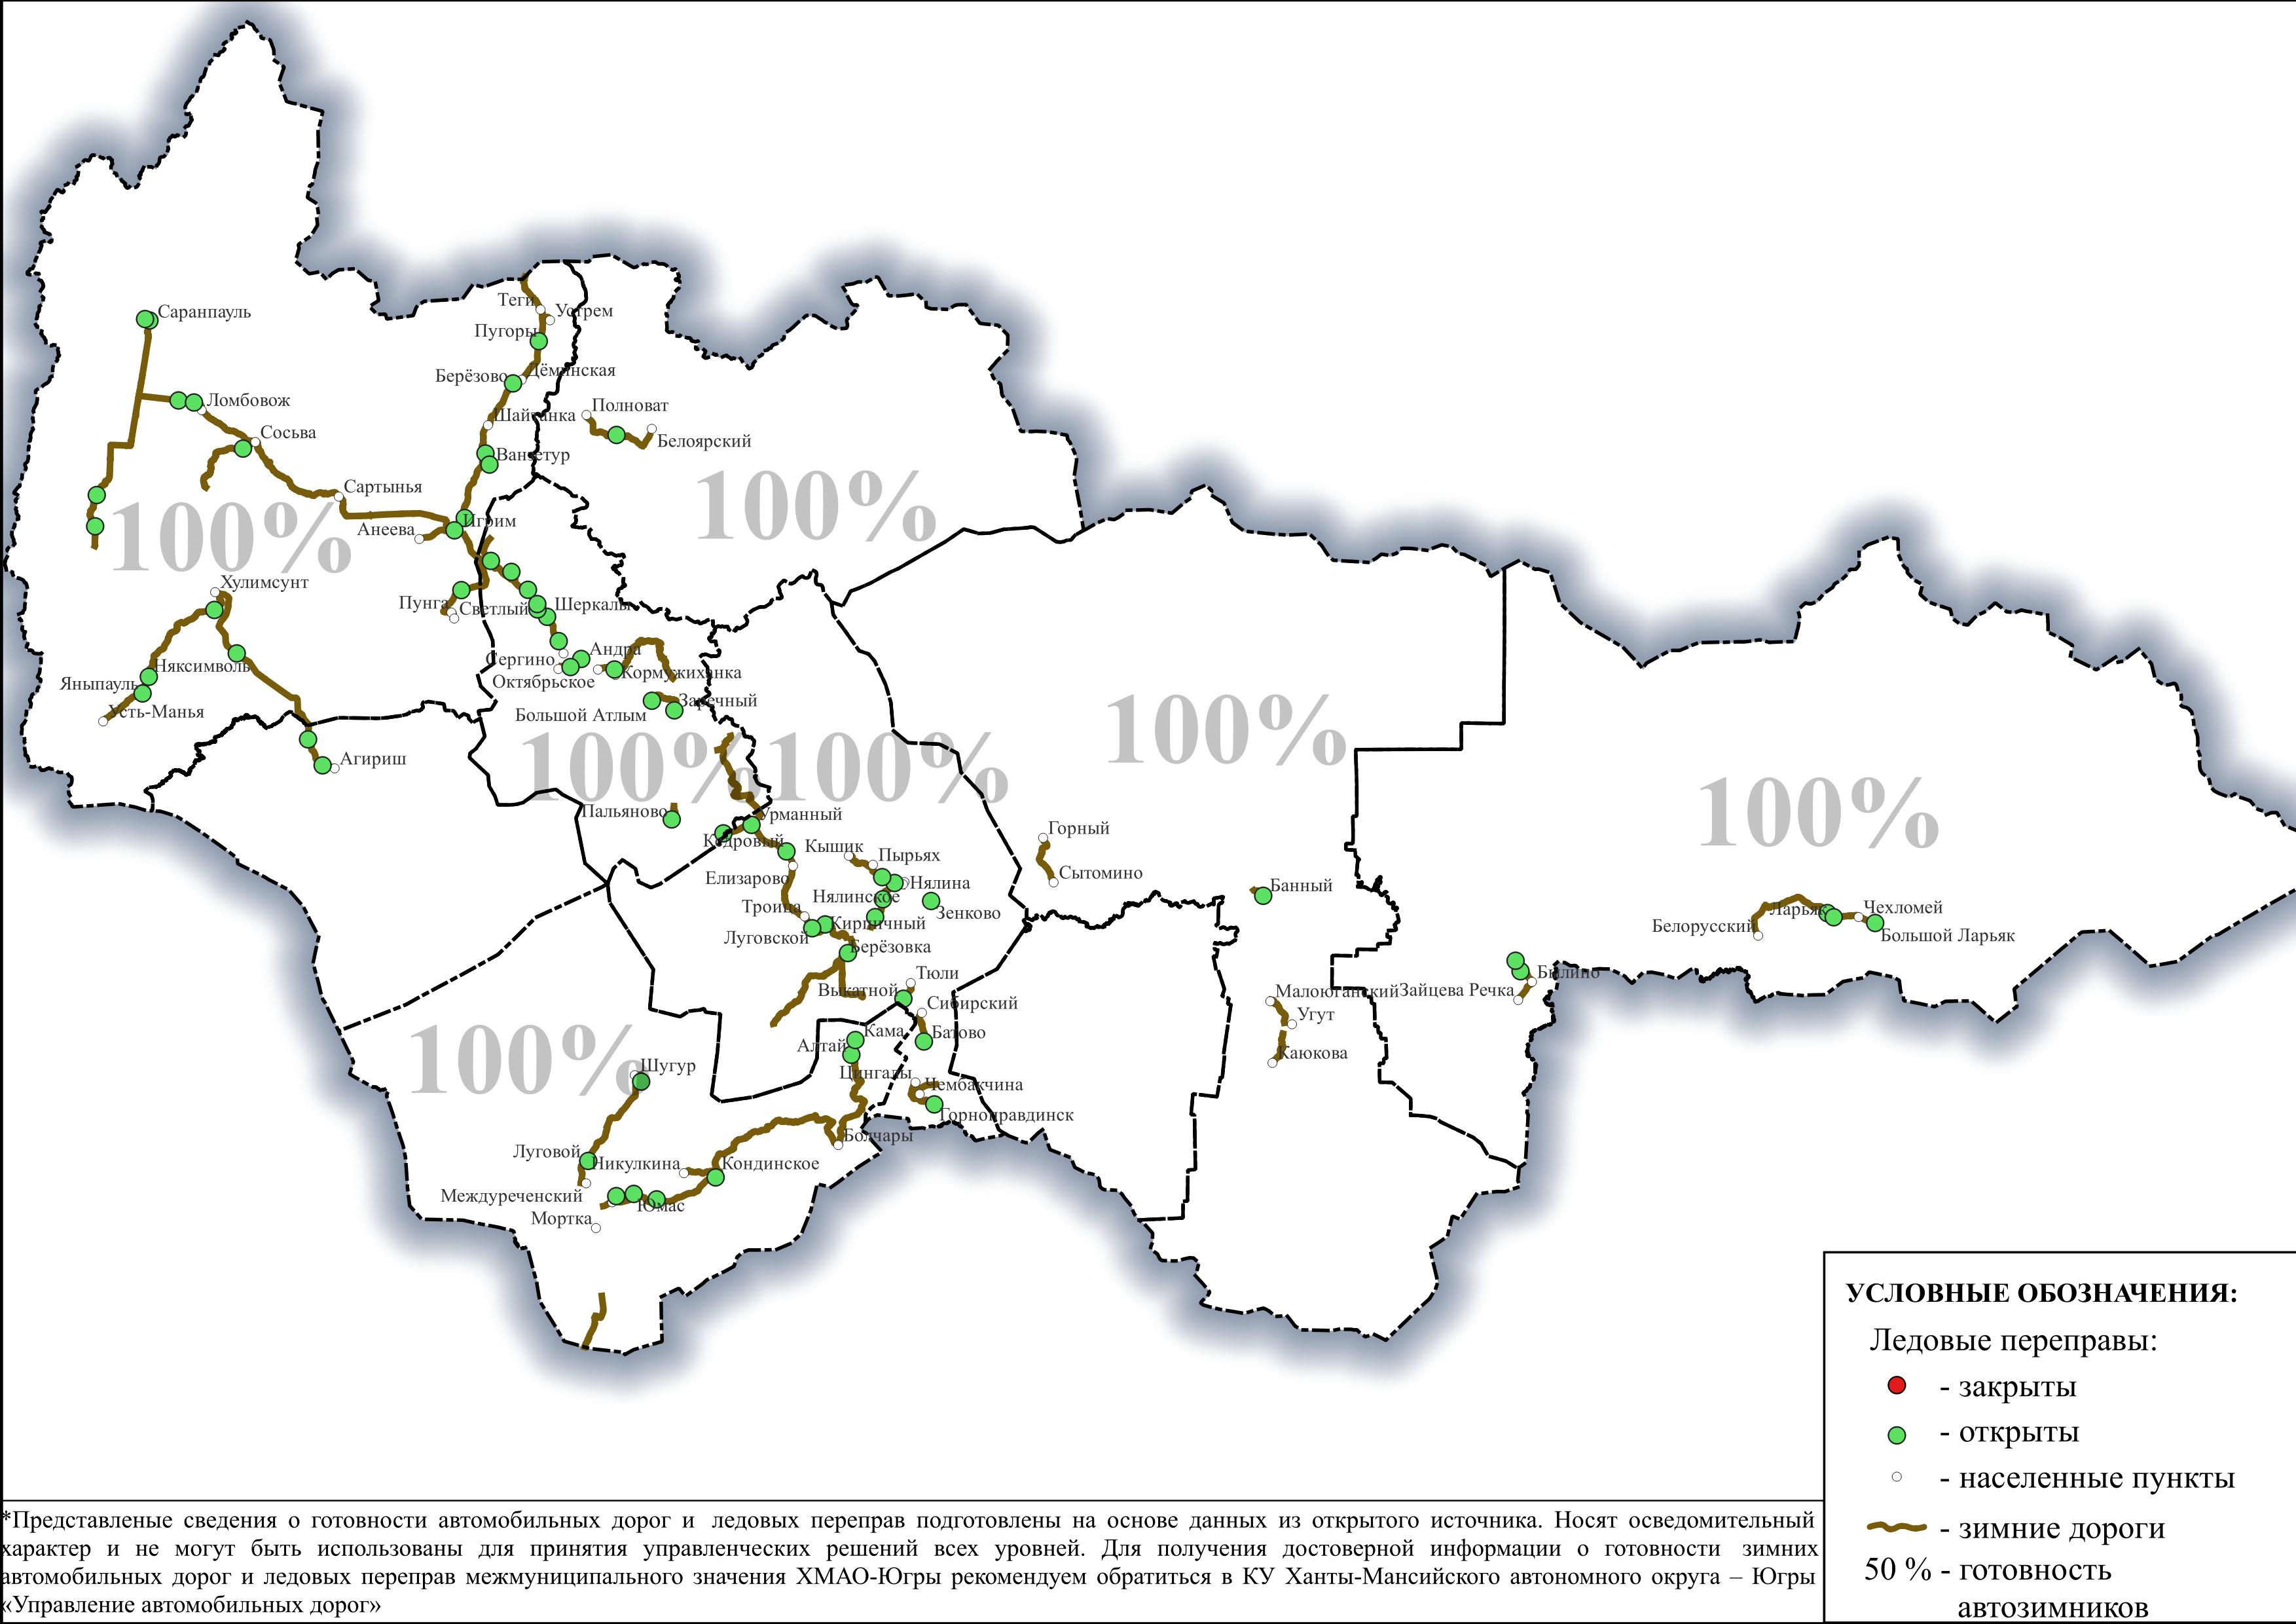 Теги
Устрем
Саранпауль
Пугоры
Дёминская
Берёзово
Ломбовож
Шайтанка
Полноват
Сосьва
Белоярский
Ванзетур
Сартынья
100%
100%
Игрим
Анеева
Хулимсунт
Пунга
Светлый
Шеркалы
Андра
Сергино
Няксимволь
Кормужиханка
Яныпауль
Октябрьское
Усть-Манья
Заречный
Большой Атлым
100%
Агириш
100%
100%
100%
Пальяново
Урманный
Горный
Кедровый
Кышик
Пырьях
Сытомино
Елизарово
Нялина
Банный
Нялинское
Троица
Зенково
Ларьяк
Чехломей
Кирпичный
Белорусский
Луговской
Большой Ларьяк
Берёзовка
Тюли
Былино
Выкатной
Малоюганский
Зайцева Речка
Сибирский
Угут
Кама
Батово
Алтай
100%
Каюкова
Шугур
Цингалы
Чембакчина
Горноправдинск
Болчары
Луговой
Никулкина
Кондинское
Междуреченский
Юмас
Мортка
УСЛОВНЫЕ ОБОЗНАЧЕНИЯ:
Ледовые переправы:
- закрыты
- открыты
- населенные пункты
- зимние дороги
50 % - готовность
автозимников
*Представленые сведения о готовности автомобильных дорог и ледовых переправ подготовлены на основе данных из открытого источника. Носят осведомительный
характер и не могут быть использованы для принятия управленческих решений всех уровней. Для получения достоверной информации о готовности зимних
автомобильных дорог и ледовых переправ межмуниципального значения ХМАО-Югры рекомендуем обратиться в КУ Ханты-Мансийского автономного округа – Югры
«Управление автомобильных дорог»